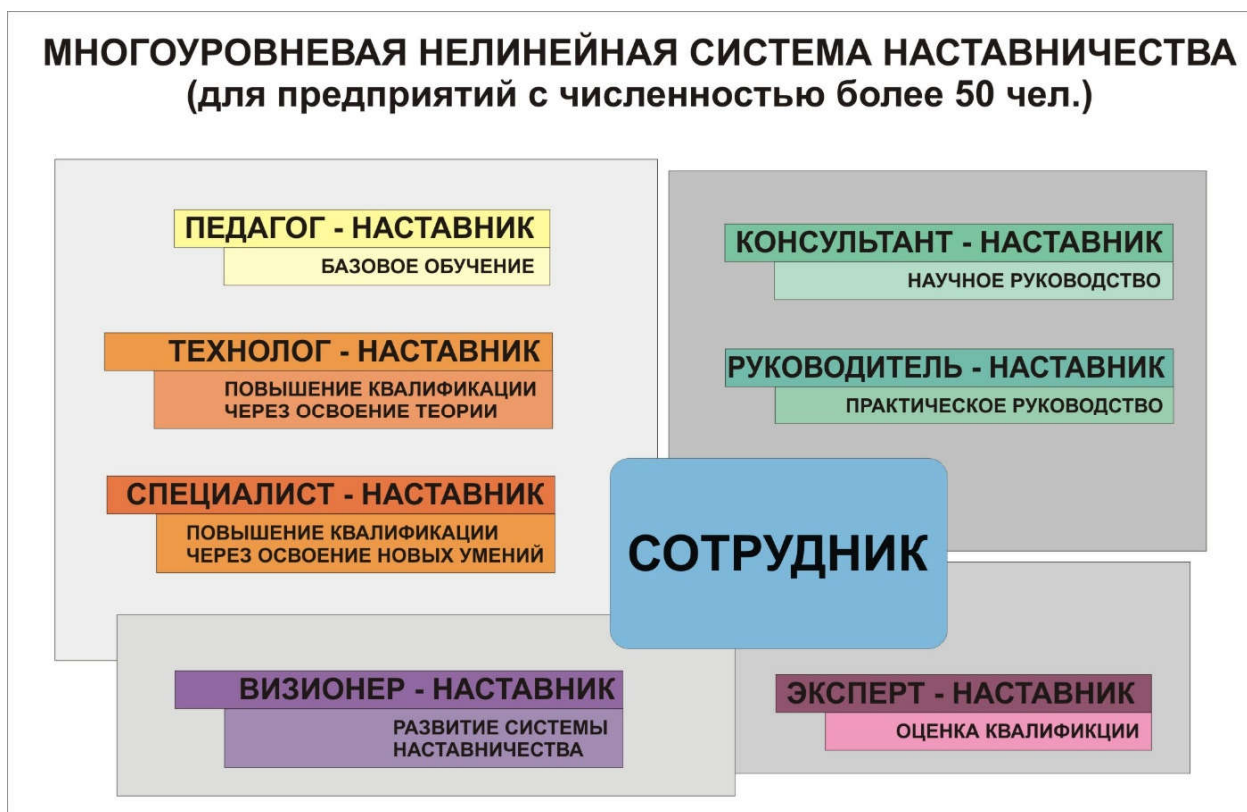 МНОГОУРОВНЕВАЯ НЕЛИНЕЙНАЯ СИСТЕМА НАСТАВНИЧЕСТВА
(для предприятий с численностью более 50 чел.)
ПЕДАГОГ - НАСТАВНИК
БАЗОВОЕ ОБУЧЕНИЕ
ТЕХНОЛОГ - НАСТАВНИК
ПОВЫШЕНИЕ КВАЛИФИКАЦИИ
ЧЕРЕЗ ОСВОЕНИЕ ТЕОРИИ
СПЕЦИАЛИСТ - НАСТАВНИК
ПОВЫШЕНИЕ КВАЛИФИКАЦИИ
ЧЕРЕЗ ОСВОЕНИЕ НОВЫХ УМЕНИЙ
КОНСУЛЬТАНТ - НАСТАВНИК
НАУЧНОЕ РУКОВОДСТВО
РУКОВОДИТЕЛЬ - НАСТАВНИК
ПРАКТИЧЕСКОЕ РУКОВОДСТВО
СОТРУДНИК
ВИЗИОНЕР - НАСТАВНИК
РАЗВИТИЕ СИСТЕМЫ
НАСТАВНИЧЕСТВА
ЭКСПЕРТ - НАСТАВНИК
ОЦЕНКА КВАЛИФИКЦИИ